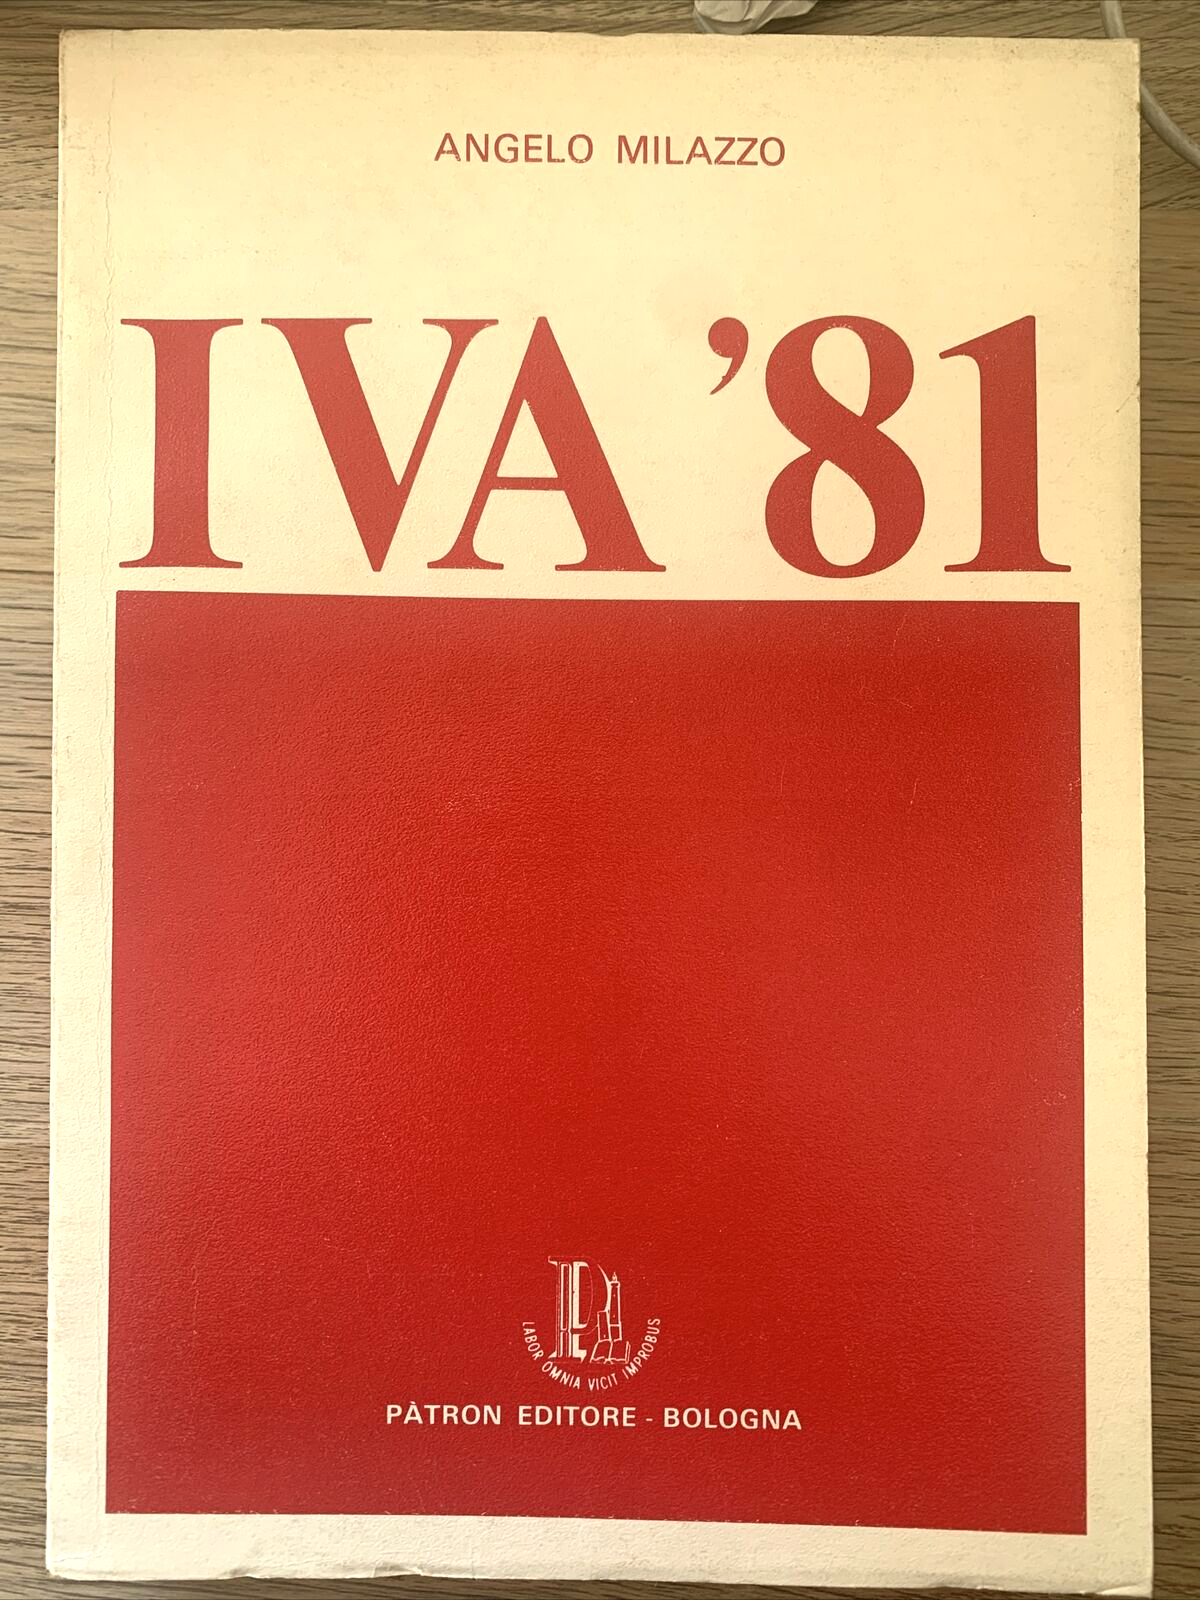 ANGELO MILAZZO
IVA ’81
P
LABOR OMNIA VICIT IMPROBUS
PÀTRON EDITORE - BOLOGNA